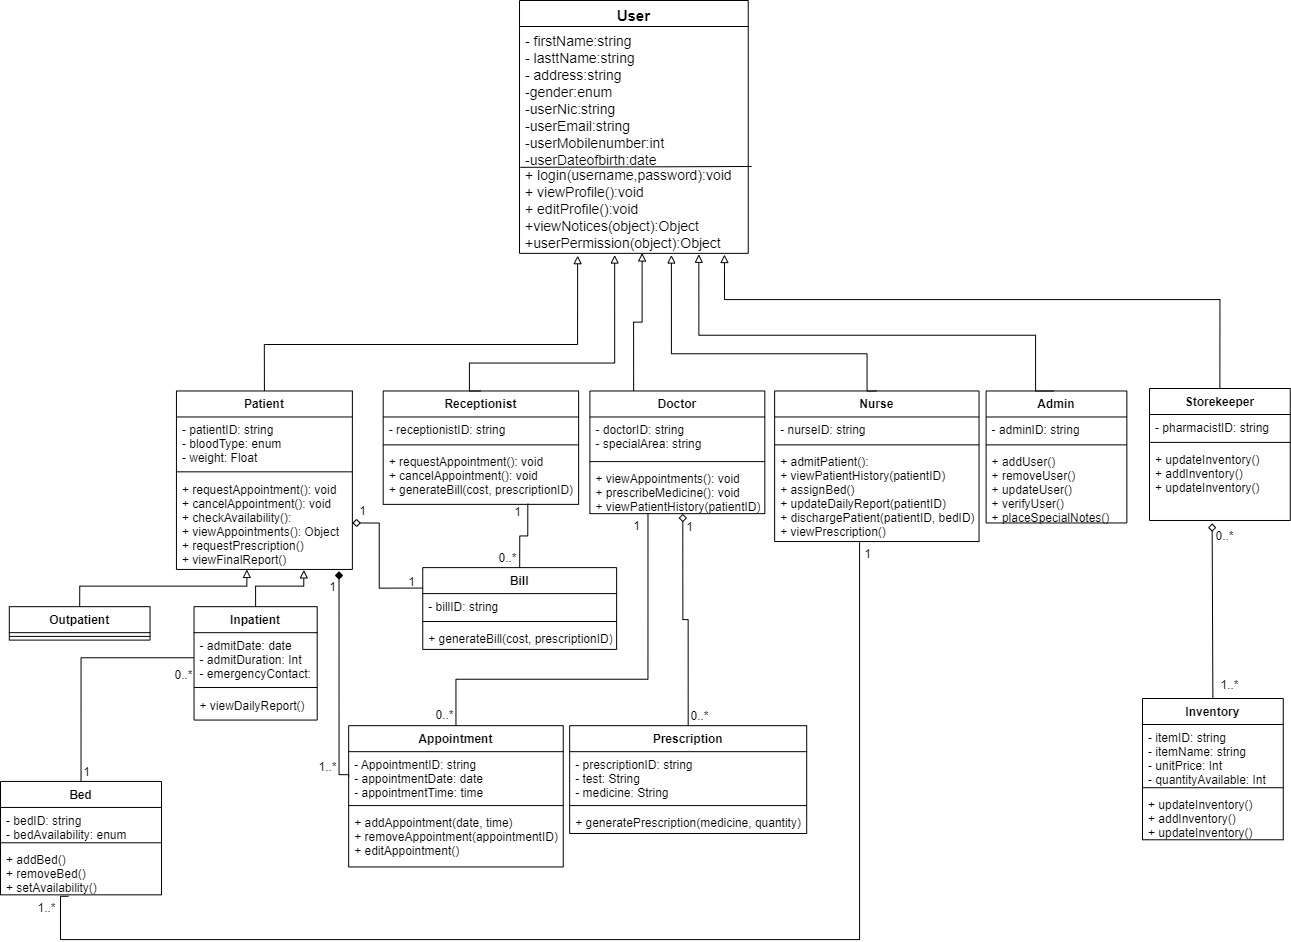 User
- firstName:string
- lasttName:string
- address:string
-gender:enum
-userNic:string
-userEmail:string
-userMobilenumber:int
-userDateofbirth:date
+ login(username,password):void
+ viewProfile():void
+ editProfile():void
+viewNotices(object):Object
+userPermission(object):Object
Patient
- patientID: string
- bloodType: enum
- weight: Float
+ requestAppointment(): void
+ cancelAppointment(): void
+ checkAvailability():
+ viewAppointments(): Object
+ requestPrescription()
+ viewFinalReport()
Receptionist
- receptionistID: string
+ requestAppointment(): void
+ cancelAppointment(): void
+ generateBill(cost, prescriptionID)
Doctor
- doctorID: string
- specialArea: string
+ viewAppointments(): void
+ prescribeMedicine(): void
+ viewPatientHistory(patientID)
Nurse
- nurseID: string
+ admitPatient():
+ viewPatientHistory(patientID)
+ assignBed()
+ updateDailyReport(patientID)
+ dischargePatient(patientID, bedID)
+ viewPrescription()
Admin
- adminID: string
+ addUser()
+ removeUser()
+ updateUser()
+ verifyUser()
+ placeSpecialNotes()
Storekeeper
- pharmacistID: string
+ updateInventory()
+ addInventory()
+ updateInventory()
1
1
0..*
1
1
1
1
1
0..*
Outpatient
Inpatient
- admitDate: date
- admitDuration: Int
- emergencyContact:
+ viewDailyReport()
Bill
- billID: string
+ generateBill(cost, prescriptionID)
0..*
0..*
0..*
1..*
1..*
1
Appointment
- AppointmentID: string
- appointmentDate: date
- appointmentTime: time
+ addAppointment(date, time)
+ removeAppointment(appointmentID)
+ editAppointment()
Prescription
- prescriptionID: string
- test: String
- medicine: String
+ generatePrescription(medicine, quantity)
Inventory
- itemID: string
- itemName: string
- unitPrice: Int
- quantityAvailable: Int
+ updateInventory()
+ addInventory()
+ updateInventory()
Bed
- bedID: string
- bedAvailability: enum
+ addBed()
+ removeBed()
+ setAvailability()
1..*